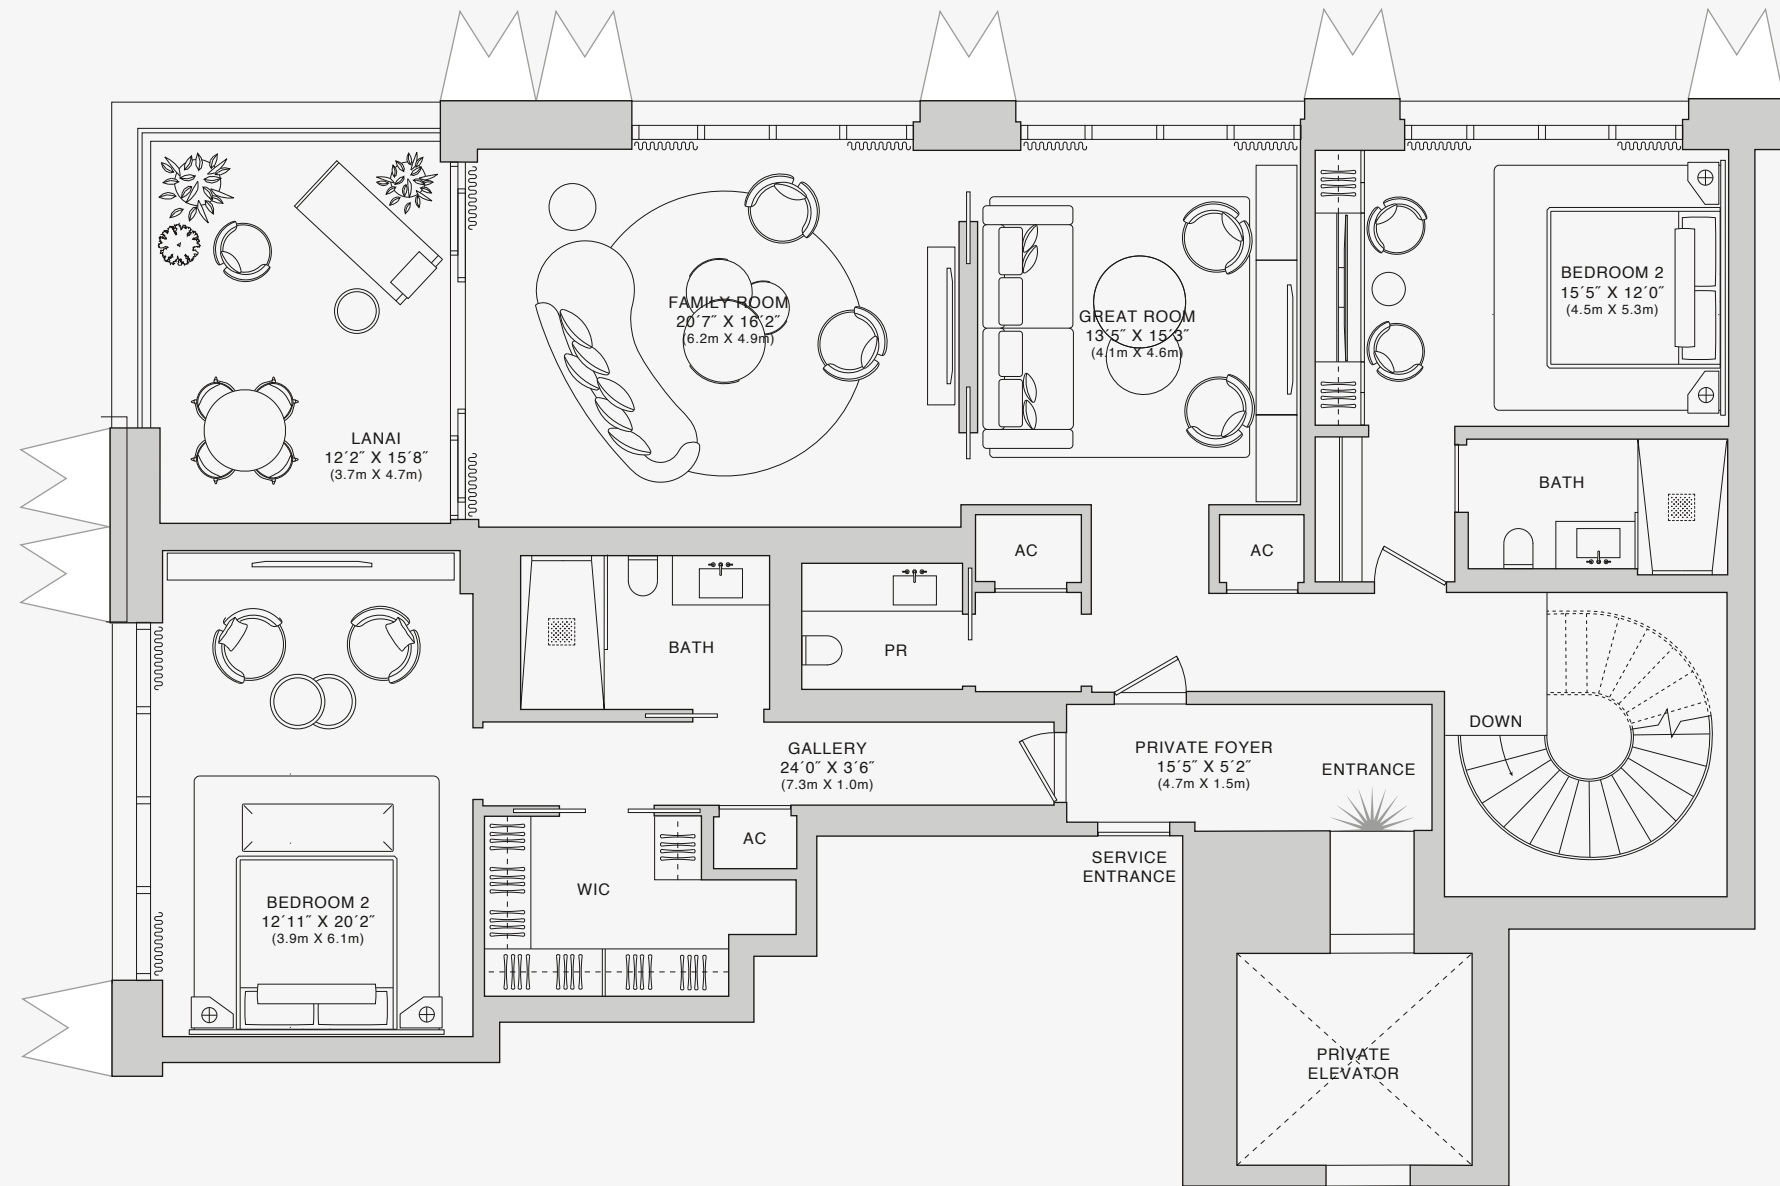 FAMILY ROOM
20´7˝ X 16´2˝
(6.2m X 4.9m)
GREAT ROOM
13´5˝ X 15´3˝
(4.1m X 4.6m)
BEDROOM 2
15´5˝ X 12´0˝
(4.5m X 5.3m)
LANAI
12´2˝ X 15´8˝
(3.7m X 4.7m)
BATH
AC
AC
BATH
PR
DOWN
GALLERY
24´0˝ X 3´6˝
(7.3m X 1.0m)
PRIVATE FOYER
15´5˝ X 5´2˝
(4.7m X 1.5m)
ENTRANCE
AC
SERVICE
ENTRANCE
WIC
BEDROOM 2
12´11˝ X 20´2˝
(3.9m X 6.1m)
PRIVATE
ELEVATOR